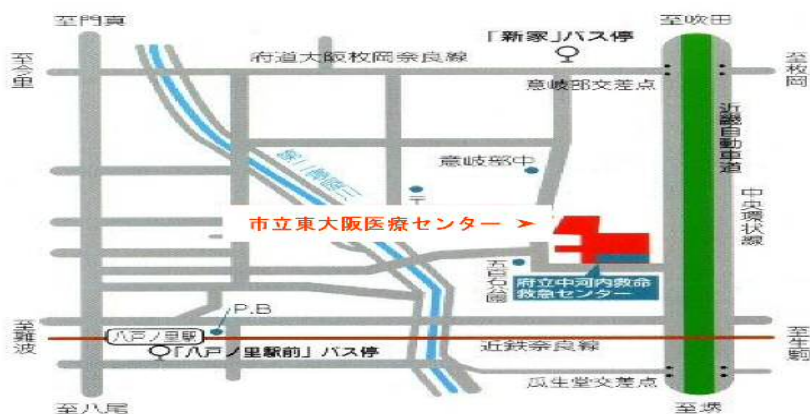 至門真
至吹田
「新家」バス停
府道大阪枚岡奈良線
至今里
至枚岡
意岐部交差点
近畿自動車道
意岐部中
〒
中央環状線
市立東大阪医療センター ➤
五百石公園
府立中河内救命
救急センター
P.B
至難波
八戸ノ里駅
近鉄奈良線
至生駒
「八戸ノ里駅前」バス停
瓜生堂交差点
至八尾
至堺